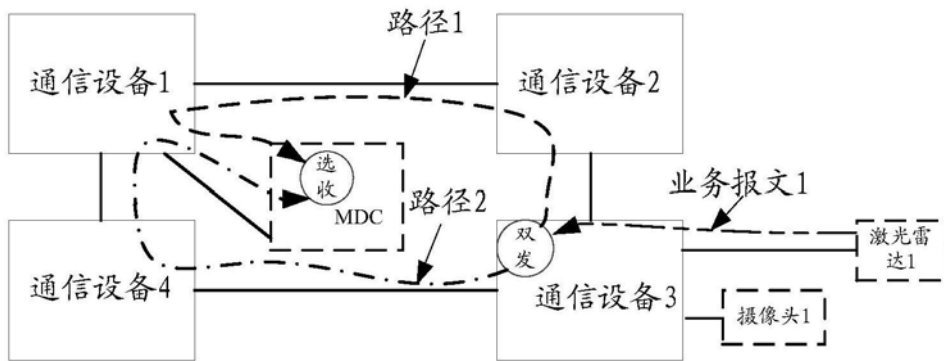 路径1
通信设备1
通信设备2
选
收
MDC
路径2
业务报文1
双
发
激光雷
达1
通信设备4
通信设备3
摄像头1